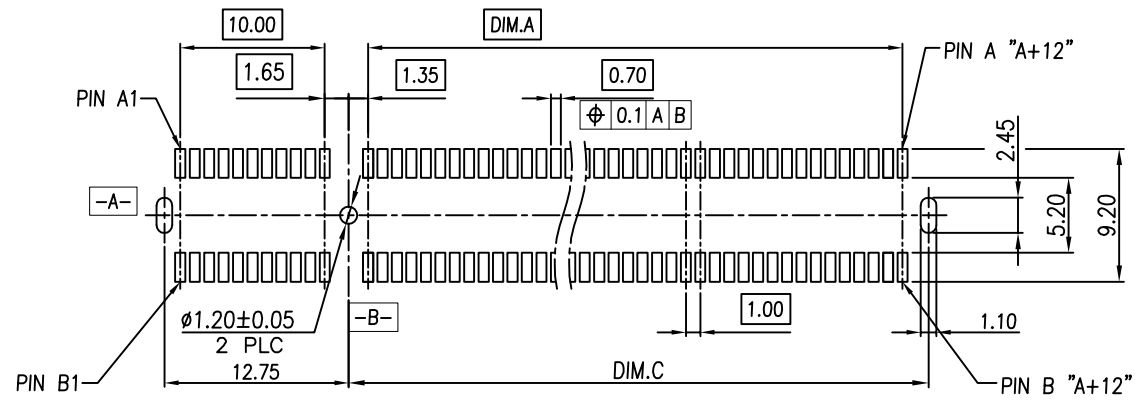 10.00
DIM.A
PIN A "A+12"
1.65
1.35
0.70
PIN A1
⌖ 0.1 A B
2.45
-A-
5.20
9.20
ø1.20±0.05
2 PLC
-B-
1.00
1.10
12.75
DIM.C
PIN B1
PIN B "A+12"